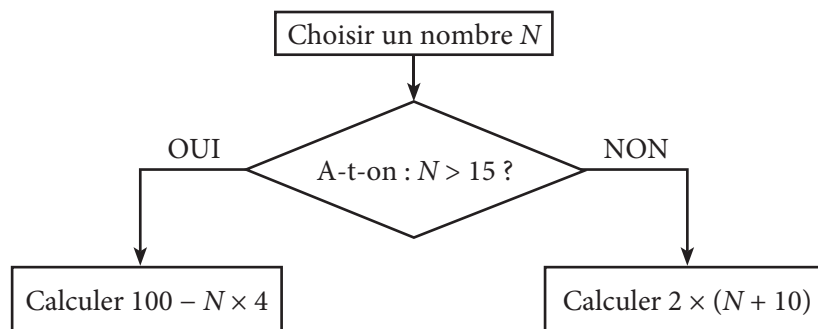 Choisir un nombre N
OUI
A-t-on : N > 15 ?
NON
Calculer 100 – N × 4
Calculer 2 × (N + 10)